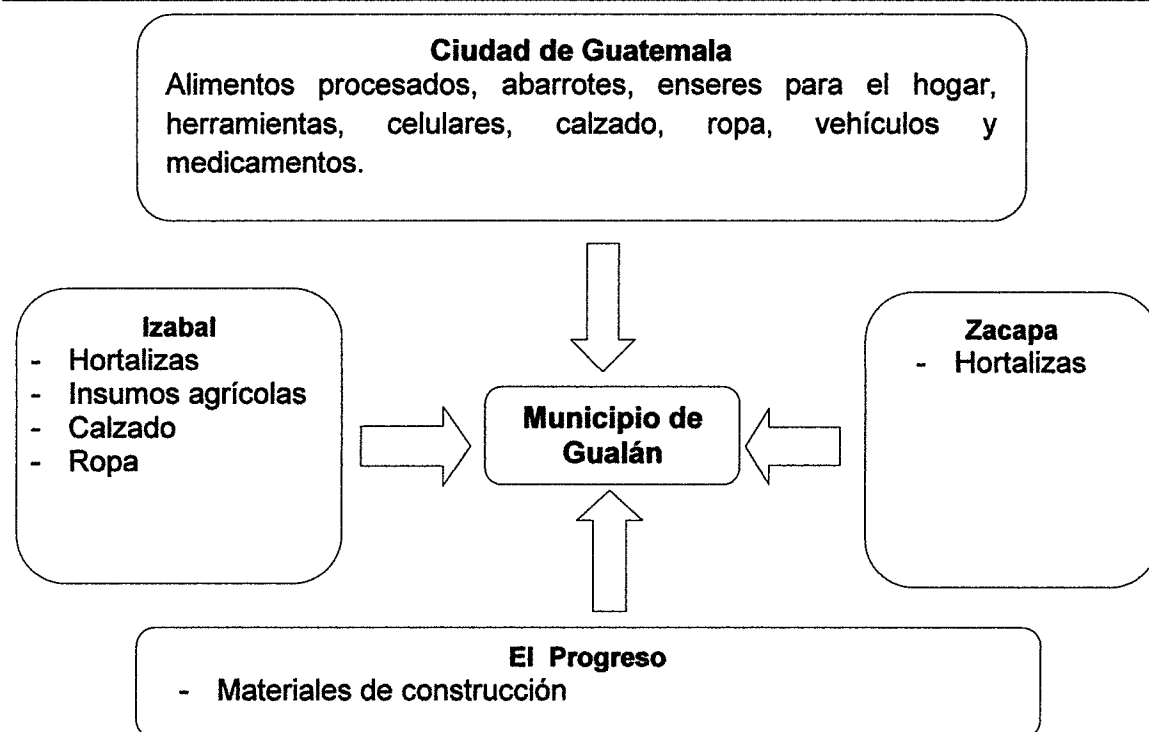 Ciudad de Guatemala
Alimentos procesados, abarrotes, enseres para el hogar,
herramientas, celulares, calzado, ropa, vehículos y
medicamentos.
Izabal
- Hortalizas
- Insumos agrícolas
- Calzado
- Ropa
Municipio de
Gualán
Zacapa
- Hortalizas
El Progreso
- Materiales de construcción